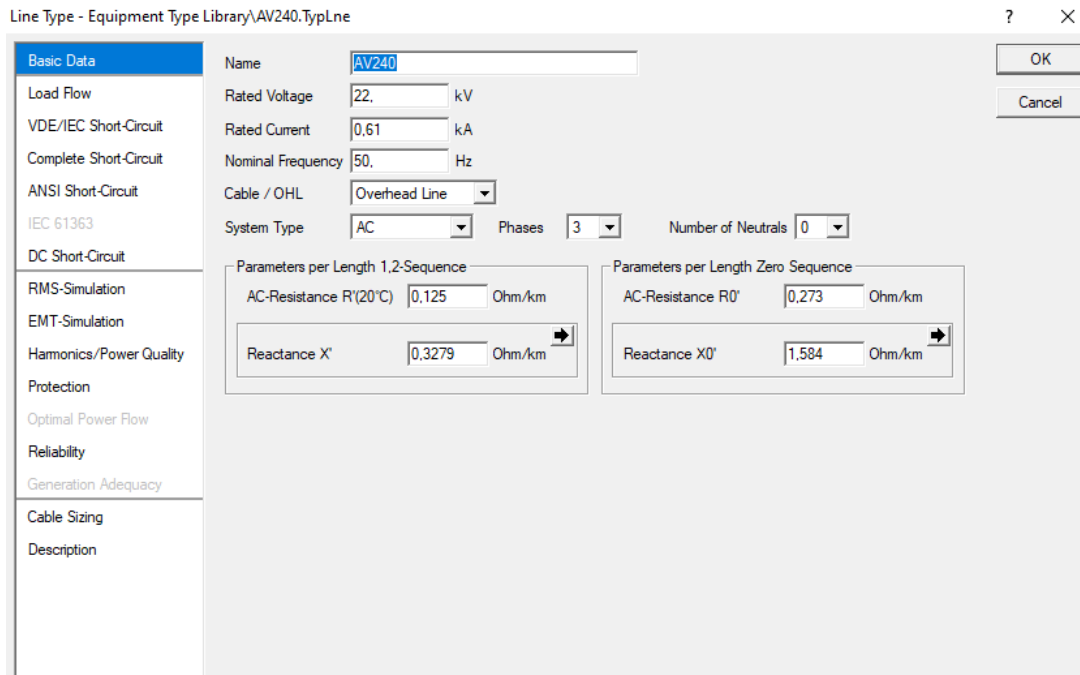 Line Type - Equipment Type Library\AV240.TypLne ?
Basic Data
Load Flow
VDE/IEC Short-Circuit
Complete Short-Circuit
ANSI Short-Circuit
IEC 61363
DC Short-Circuit
RMS-Simulation
EMT-Simulation
Harmonics/Power Quality
Protection
Optimal Power Flow
Reliability
Generation Adequacy
Cable Sizing
Description
Name AV240
Rated Voltage 22, kV
Rated Current 0,61 kA
Nominal Frequency 50, Hz
Cable / OHL Overhead Line
System Type AC Phases 3 Number of Neutrals 0
Parameters per Length 1,2-Sequence
AC-Resistance R'(20°C) 0,125 Ohm/km
Reactance X' 0,3279 Ohm/km
Parameters per Length Zero Sequence
AC-Resistance R0' 0,273 Ohm/km
Reactance X0' 1,584 Ohm/km
OK
Cancel